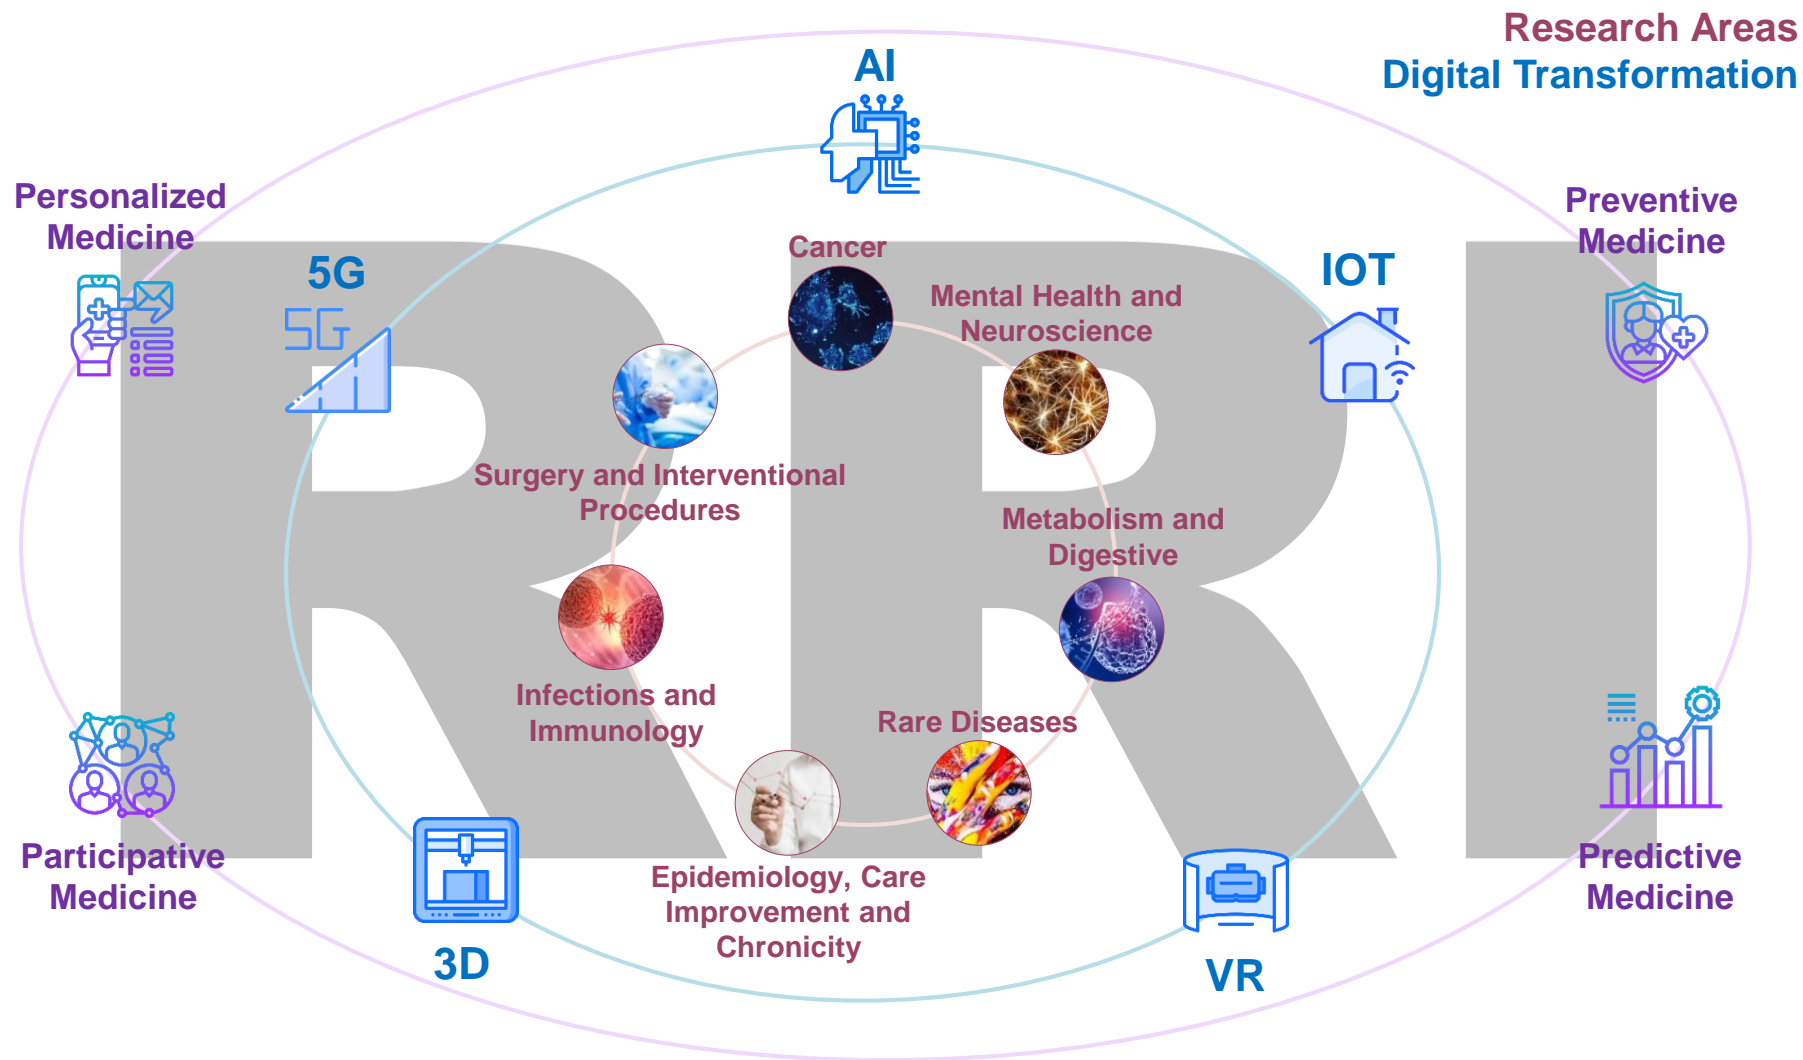 Research Areas
Digital Transformation
AI
Personalized
Medicine
Preventive
Medicine
5G
5G
IOT
Cancer
Mental Health and
Neuroscience
Surgery and Interventional
Procedures
Metabolism and
Digestive
Infections and
Immunology
Rare Diseases
Participative
Medicine
Epidemiology, Care
Improvement and
Chronicity
Predictive
Medicine
3D
VR
RRI